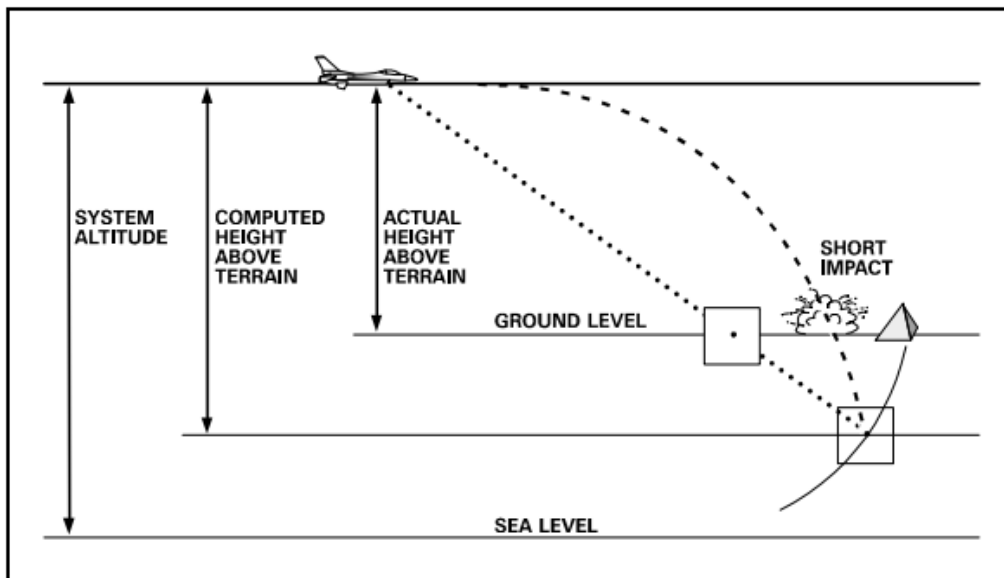 SYSTEM
ALTITUDE
COMPUTED
HEIGHT
ABOVE
TERRAIN
ACTUAL
HEIGHT
ABOVE
TERRAIN
SHORT
IMPACT
GROUND LEVEL
SEA LEVEL